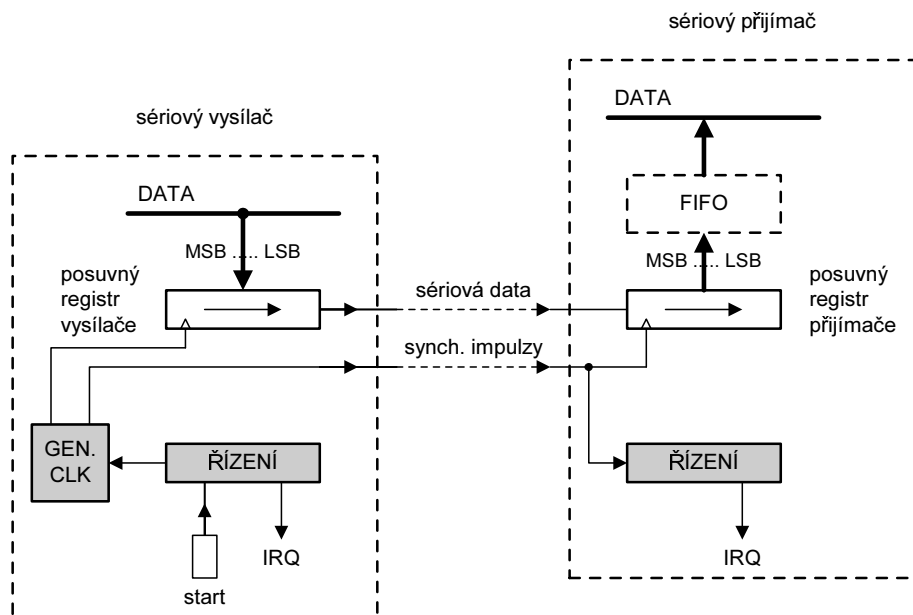 sériový přijímač
sériový vysílač
DATA
MSB ..... LSB
posuvný
registr
vysílače
GEN.
CLK
ŘÍZENÍ
start
IRQ
sériová data
synch. impulzy
DATA
FIFO
MSB ..... LSB
posuvný
registr
přijímače
ŘÍZENÍ
IRQ